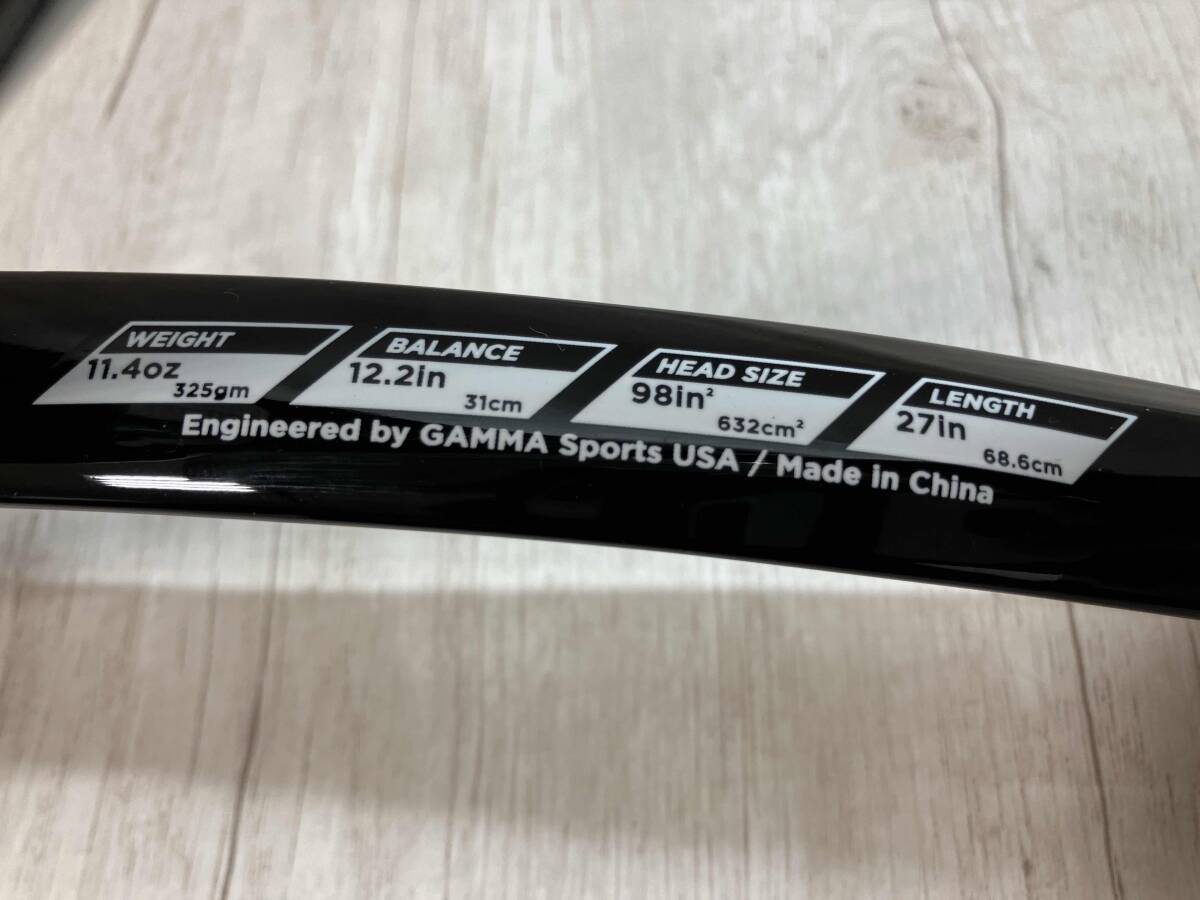 WEIGHT
11.4oz
325gm
BALANCE
12.2in
31cm
HEAD SIZE
98in²
632cm²
LENGTH
27in
68.6cm
Engineered by GAMMA Sports USA / Made in China